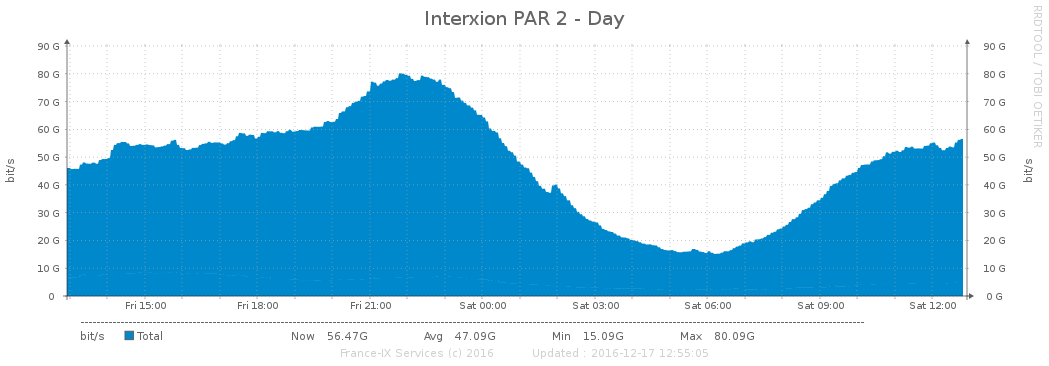 Interxion PAR 2 - Day
RRDTOOL / TOBI OETIKER
90 G 90 G
80 G 80 G
70 G 70 G
60 G 60 G
50 G 50 G
40 G 40 G
30 G 30 G
20 G 20 G
10 G 10 G
0 0 G
bit/s
bit/s
Fri 15:00 Fri 18:00 Fri 21:00 Sat 00:00 Sat 03:00 Sat 06:00 Sat 09:00 Sat 12:00
bit/s Total Now 56.47G Avg 47.09G Min 15.09G Max 80.09G
France-IX Services (c) 2016 Updated : 2016-12-17 12:55:05